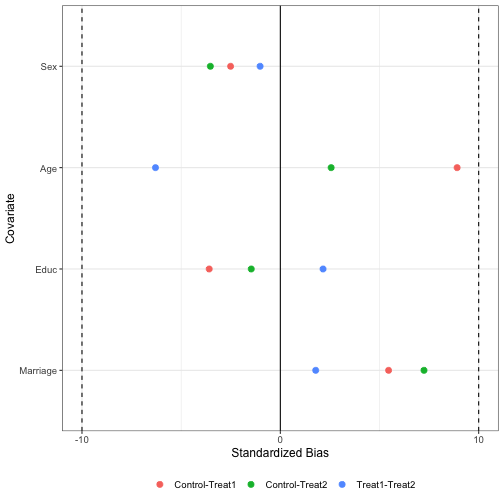 Sex
Age
Educ
Marriage
Covariate
-10 0 10
Standardized Bias
Control-Treat1 Control-Treat2 Treat1-Treat2